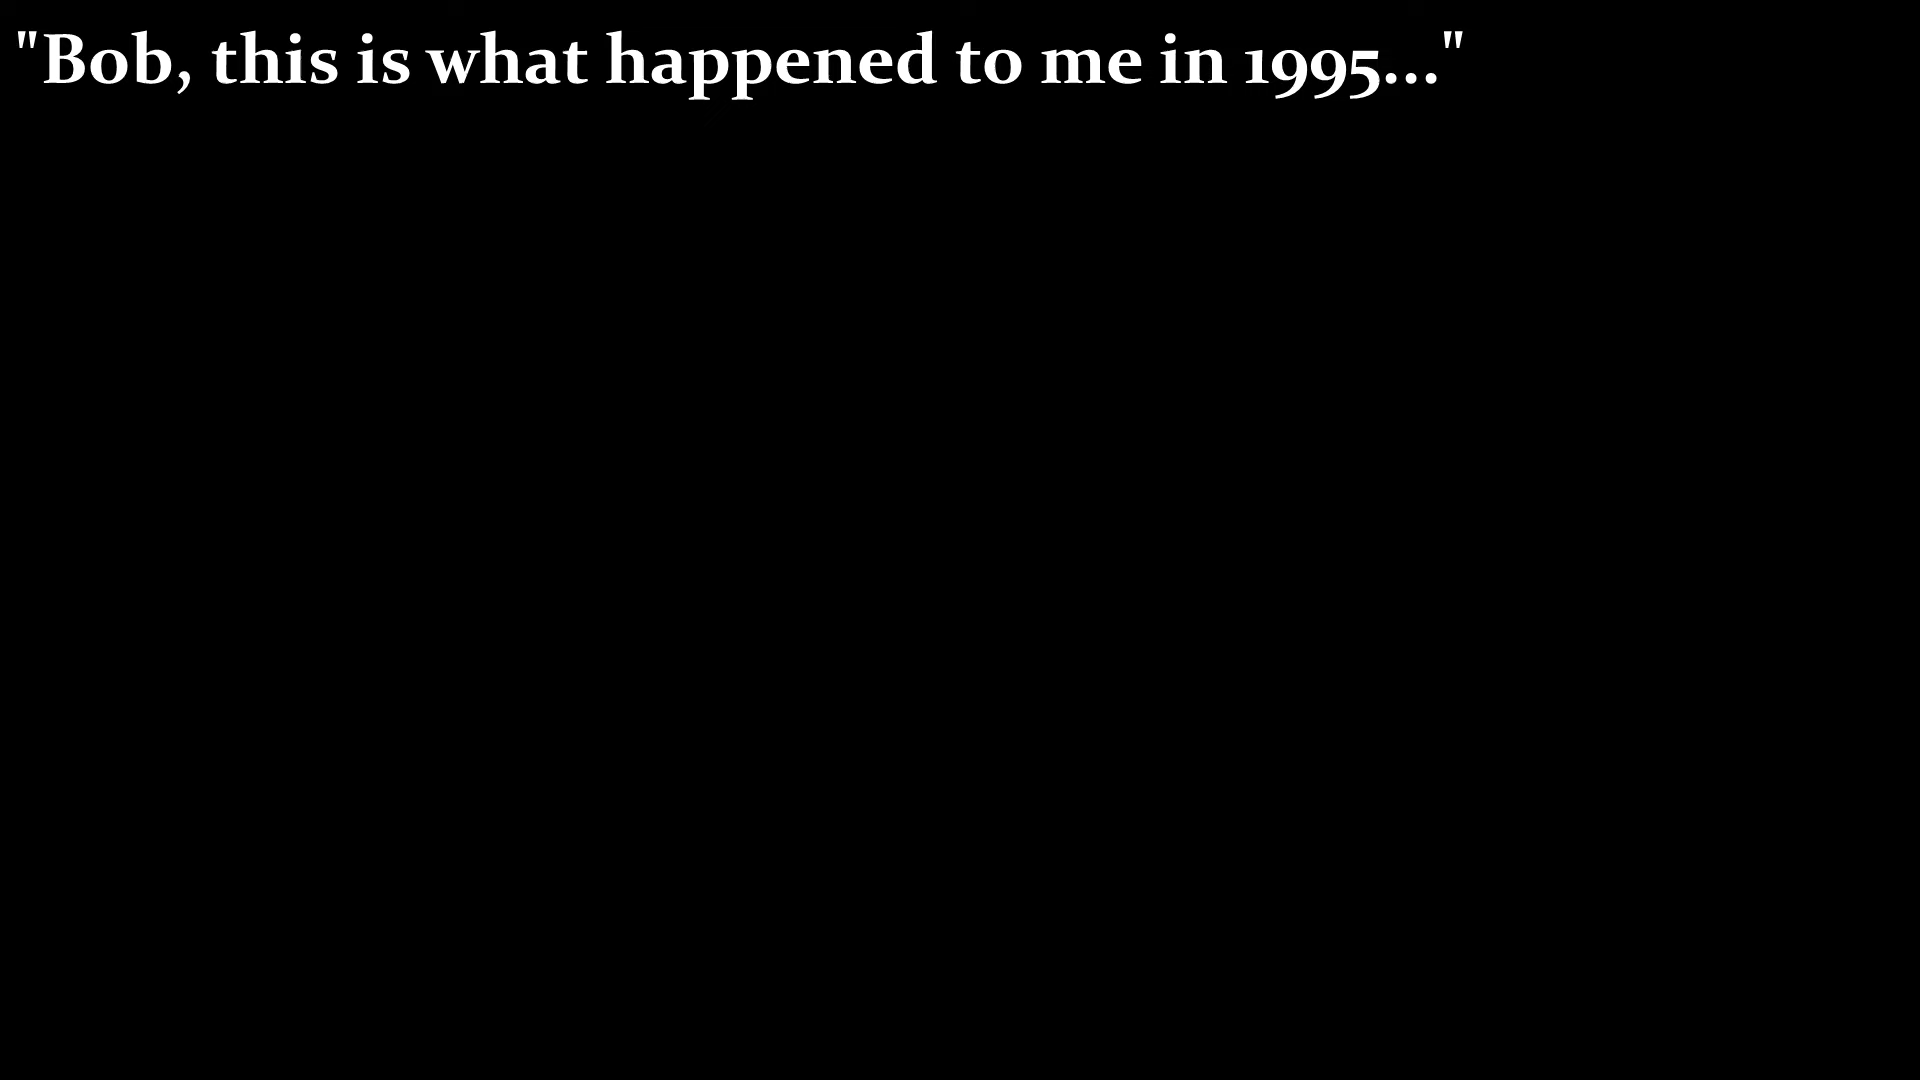 "Bob, this is what happened to me in 1995..."